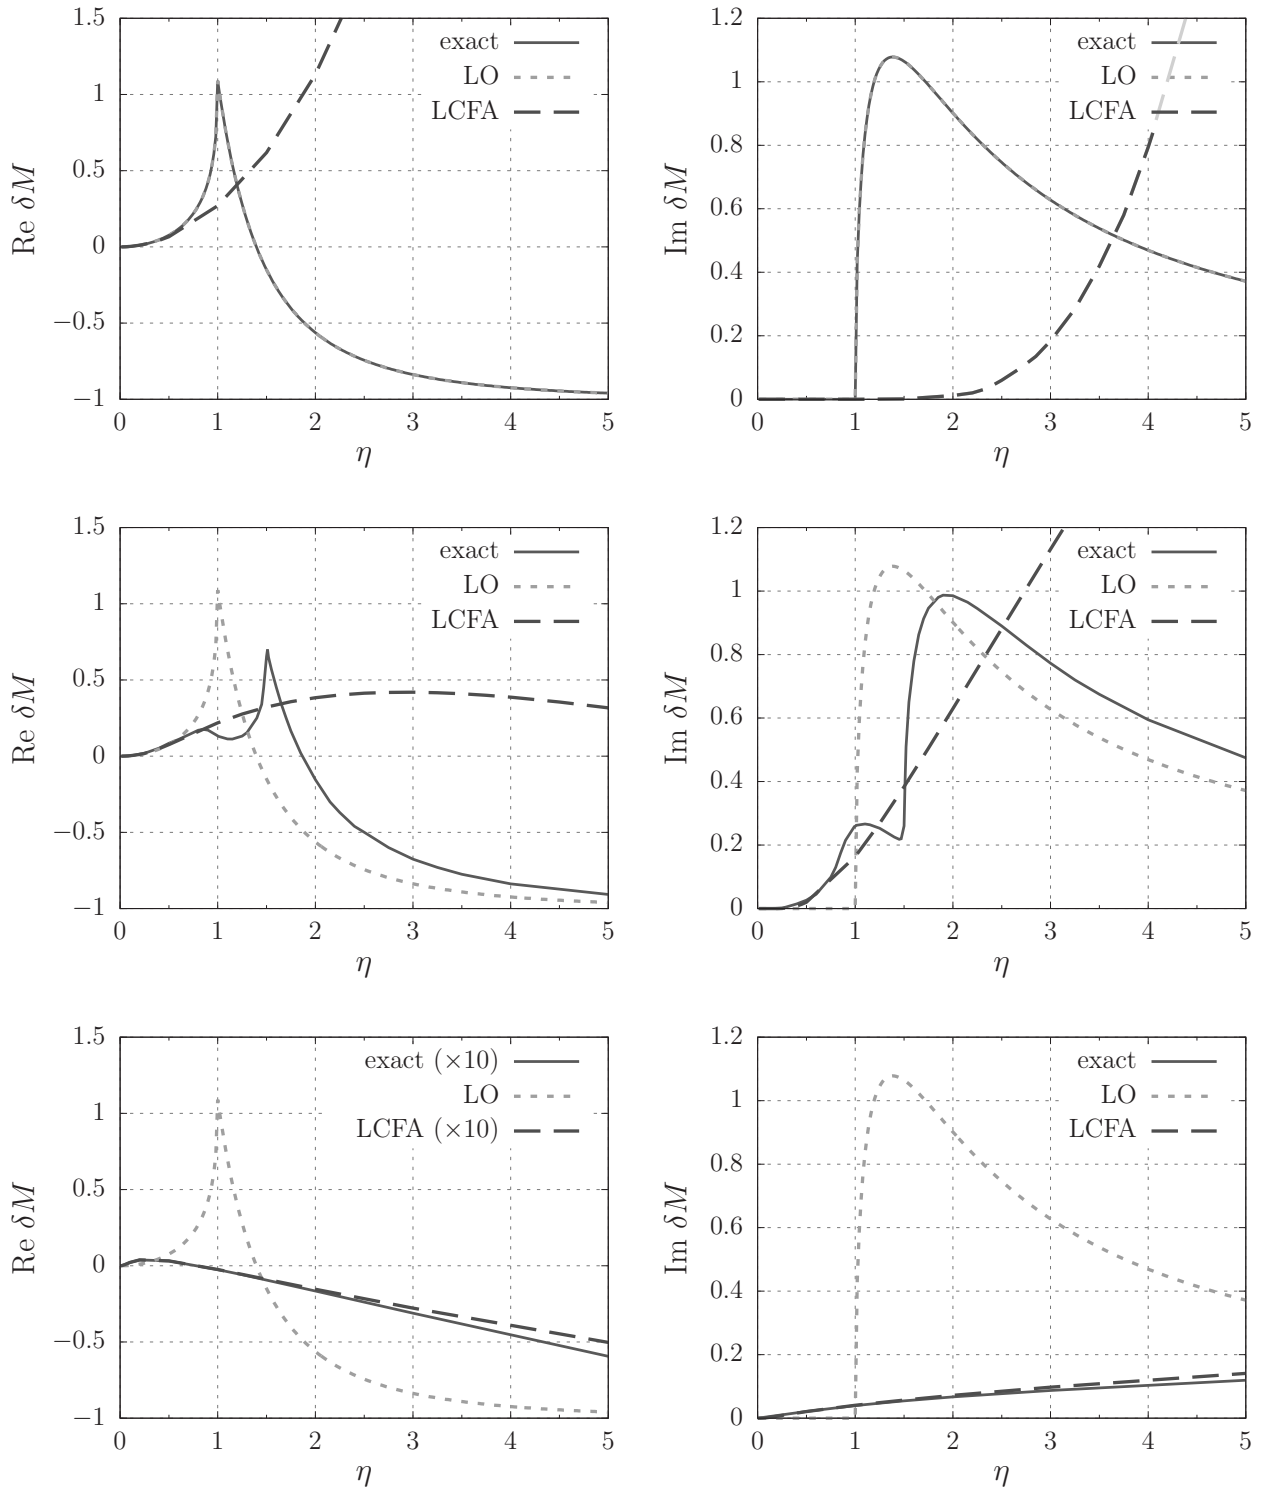 1.5
1
0.5
0
−0.5
−1
0 1 2 3 4 5
Re δM
η
exact
LO
LCFA
1.2
1
0.8
0.6
0.4
0.2
0
0 1 2 3 4 5
Im δM
η
exact
LO
LCFA
1.5
1
0.5
0
−0.5
−1
0 1 2 3 4 5
Re δM
η
exact
LO
LCFA
1.2
1
0.8
0.6
0.4
0.2
0
0 1 2 3 4 5
Im δM
η
exact
LO
LCFA
1.5
1
0.5
0
−0.5
−1
0 1 2 3 4 5
Re δM
η
exact (×10)
LO
LCFA (×10)
1.2
1
0.8
0.6
0.4
0.2
0
0 1 2 3 4 5
Im δM
η
exact
LO
LCFA